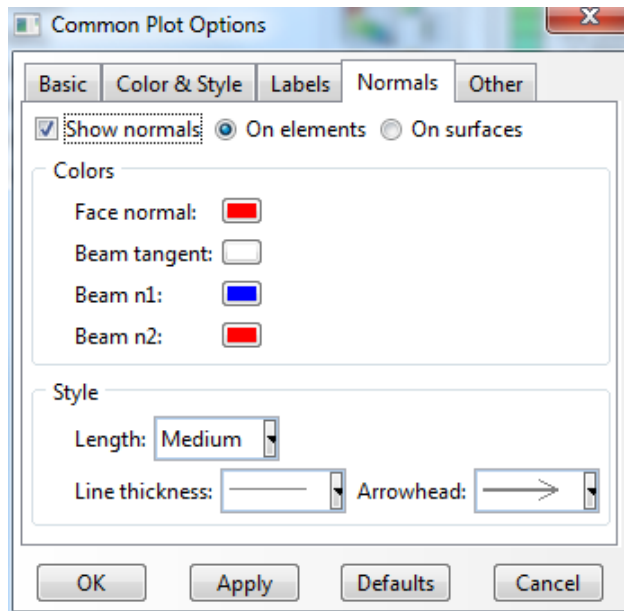 Common Plot Options
Basic Color & Style Labels Normals Other
Show normals On elements On surfaces
Colors
Face normal:
Beam tangent:
Beam n1:
Beam n2:
Style
Length: Medium
Line thickness: Arrowhead:
OK Apply Defaults Cancel